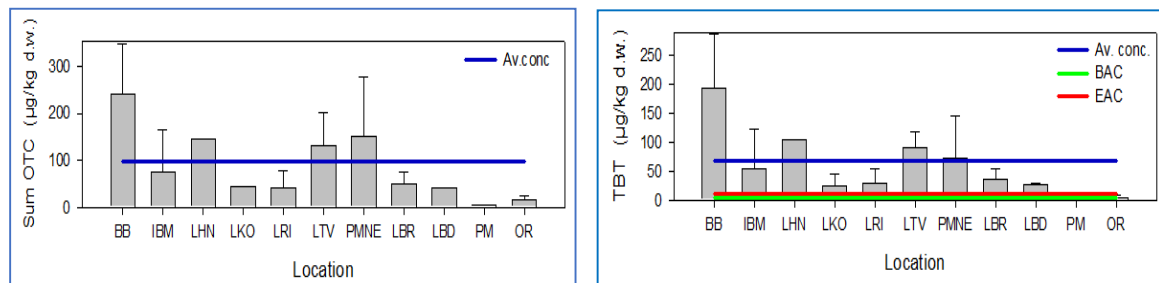 Sum OTC (µg/kg d.w.)
300
200
100
0
Av.conc
BB IBM LHN LKO LRI LTV PMNE LBR LBD PM OR
Location
TBT (µg/kg d.w.)
250
200
150
100
50
0
Av. conc.
BAC
EAC
BB IBM LHN LKO LRI LTV PMNE LBR LBD PM OR
Location